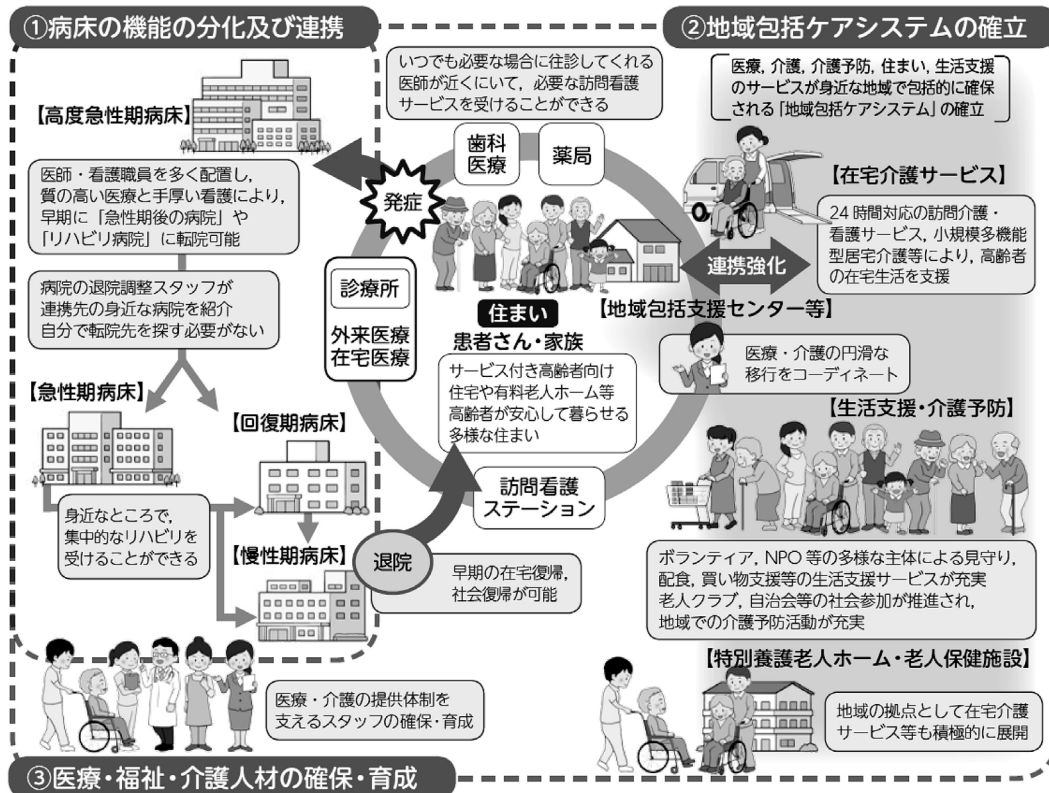 ①病床の機能の分化及び連携
【高度急性期病床】
医師・看護職員を多く配置し,
質の高い医療と手厚い看護により,
早期に「急性期後の病院」や
「リハビリ病院」に転院可能
病院の退院調整スタッフが
連携先の身近な病院を紹介
自分で転院先を探す必要がない
【急性期病床】
【回復期病床】
身近なところで,
集中的なリハビリを
受けることができる
【慢性期病床】
退院
早期の在宅復帰,
社会復帰が可能
いつでも必要な場合に往診してくれる
医師が近くにいて, 必要な訪問看護
サービスを受けることができる
歯科
医療
薬局
発症
診療所
外来医療
在宅医療
住まい
患者さん・家族
サービス付き高齢者向け
住宅や有料老人ホーム等
高齢者が安心して暮らせる
多様な住まい
訪問看護
ステーション
②地域包括ケアシステムの確立
医療, 介護, 介護予防, 住まい, 生活支援
のサービスが身近な地域で包括的に確保
される「地域包括ケアシステム」の確立
【在宅介護サービス】
24時間対応の訪問介護・
看護サービス, 小規模多機能
型居宅介護等により, 高齢者
の在宅生活を支援
連携強化
【地域包括支援センター等】
医療・介護の円滑な
移行をコーディネート
【生活支援・介護予防】
ボランティア, NPO等の多様な主体による見守り,
配食, 買い物支援等の生活支援サービスが充実
老人クラブ, 自治会等の社会参加が推進され,
地域での介護予防活動が充実
【特別養護老人ホーム・老人保健施設】
地域の拠点として在宅介護
サービス等も積極的に展開
医療・介護の提供体制を
支えるスタッフの確保・育成
③医療・福祉・介護人材の確保・育成